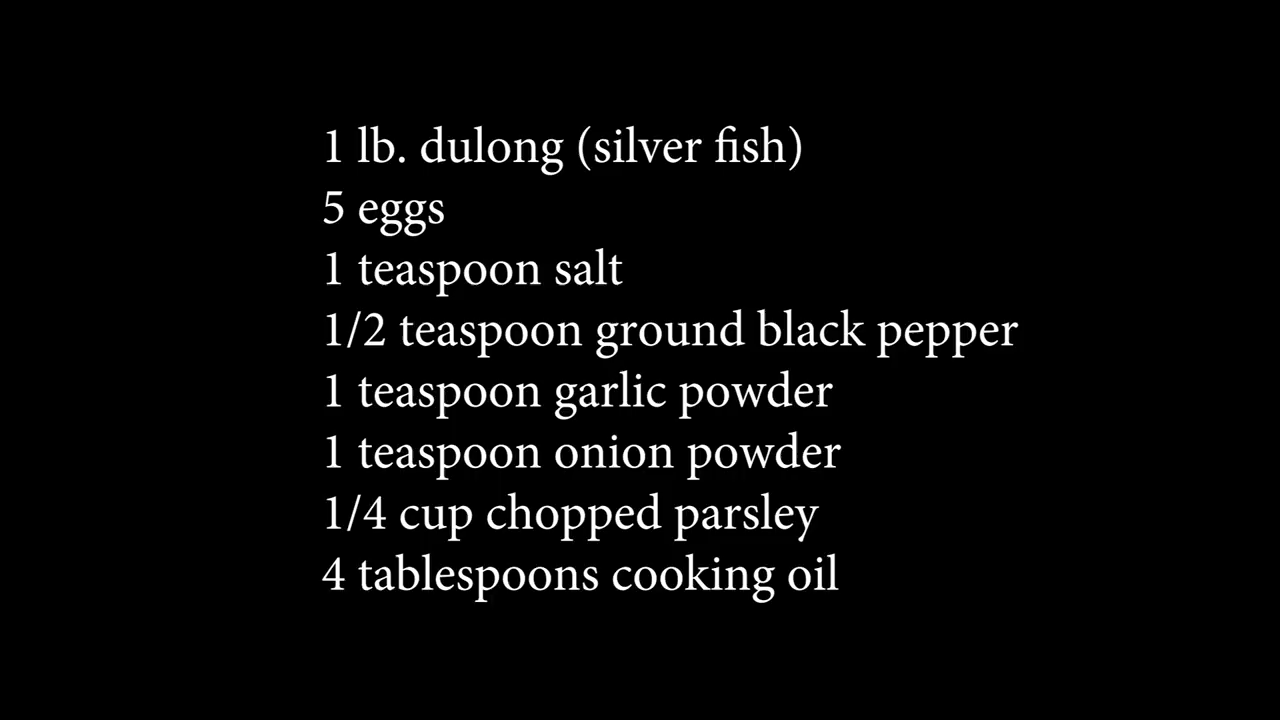 1 lb. dulong (silver fish)
5 eggs
1 teaspoon salt
1/2 teaspoon ground black pepper
1 teaspoon garlic powder
1 teaspoon onion powder
1/4 cup chopped parsley
4 tablespoons cooking oil